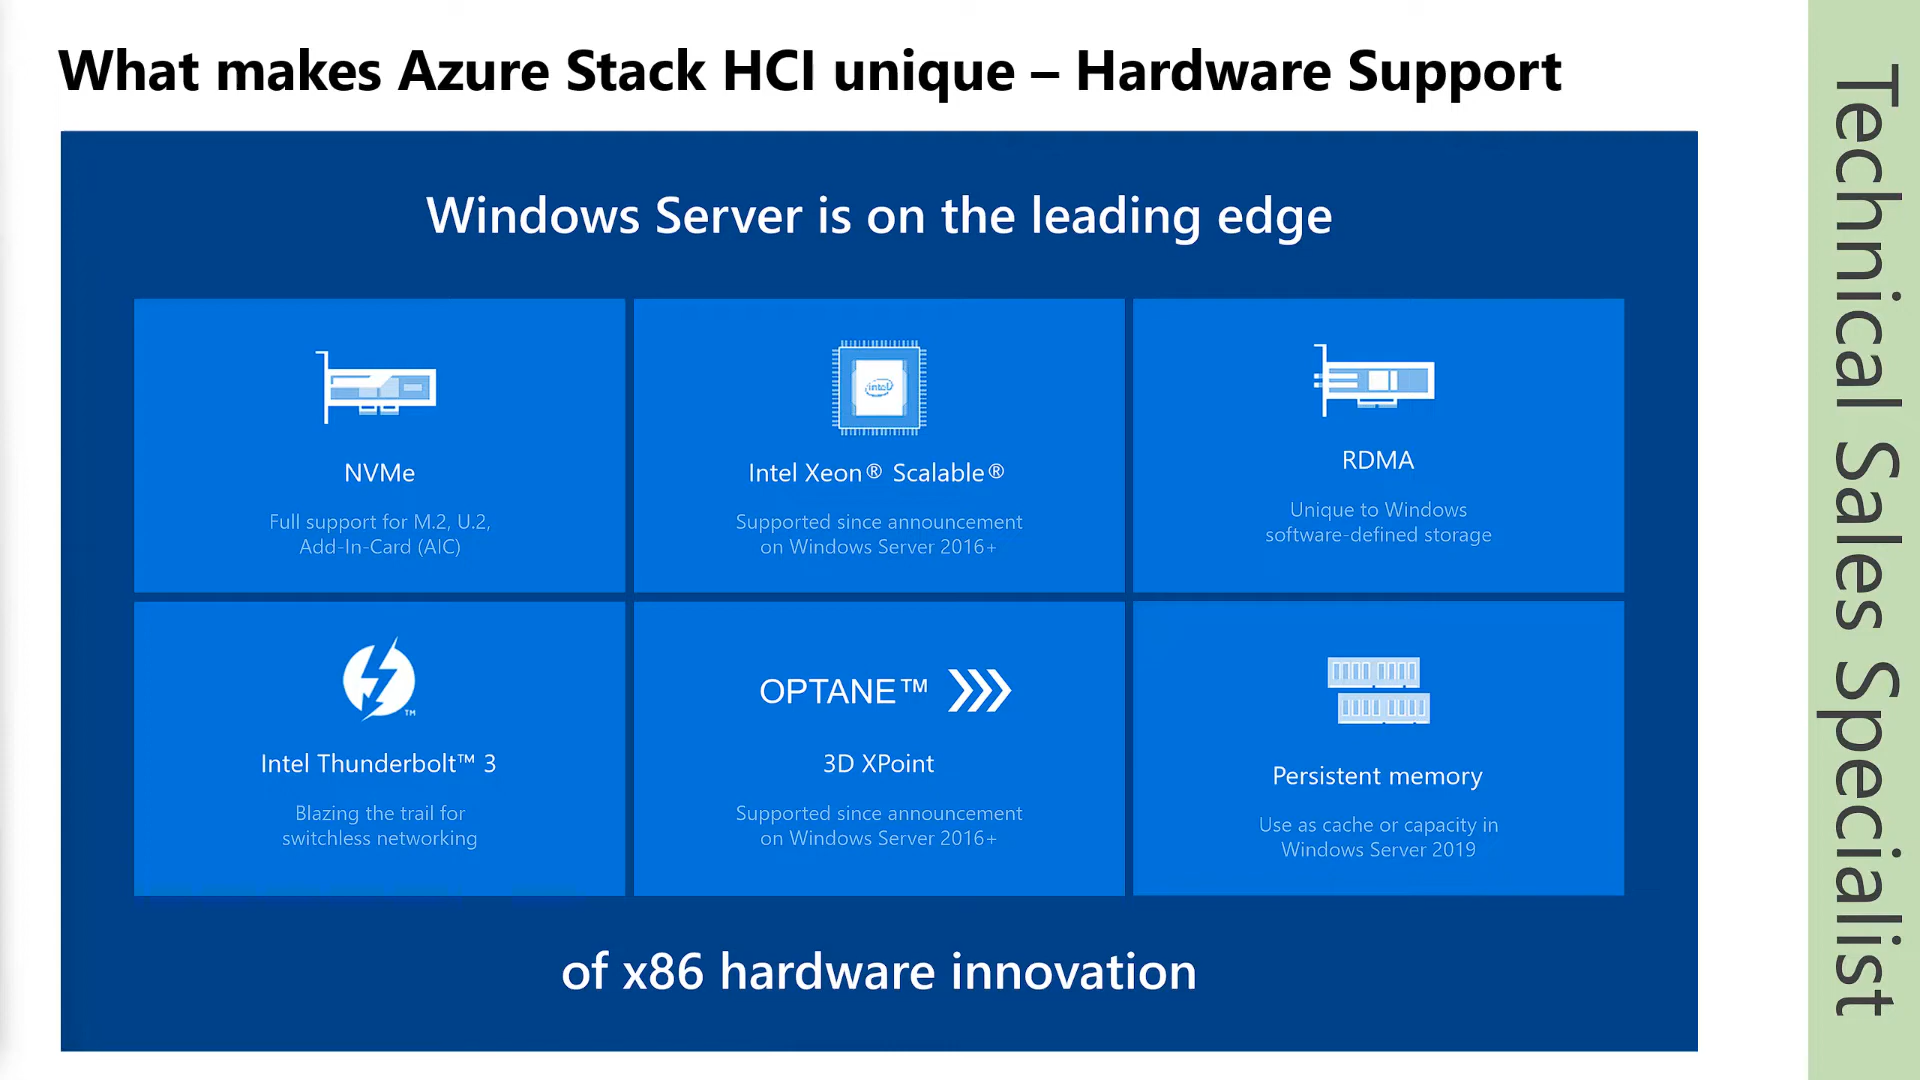 What makes Azure Stack HCI unique – Hardware Support
Windows Server is on the leading edge
NVMe
Full support for M.2, U.2,
Add-In-Card (AIC)
intel
Intel Xeon® Scalable®
Supported since announcement
on Windows Server 2016+
RDMA
Unique to Windows
software-defined storage
TM
Intel Thunderbolt™ 3
Blazing the trail for
switchless networking
OPTANE™
3D XPoint
Supported since announcement
on Windows Server 2016+
Persistent memory
Use as cache or capacity in
Windows Server 2019
of x86 hardware innovation
Technical Sales Specialist